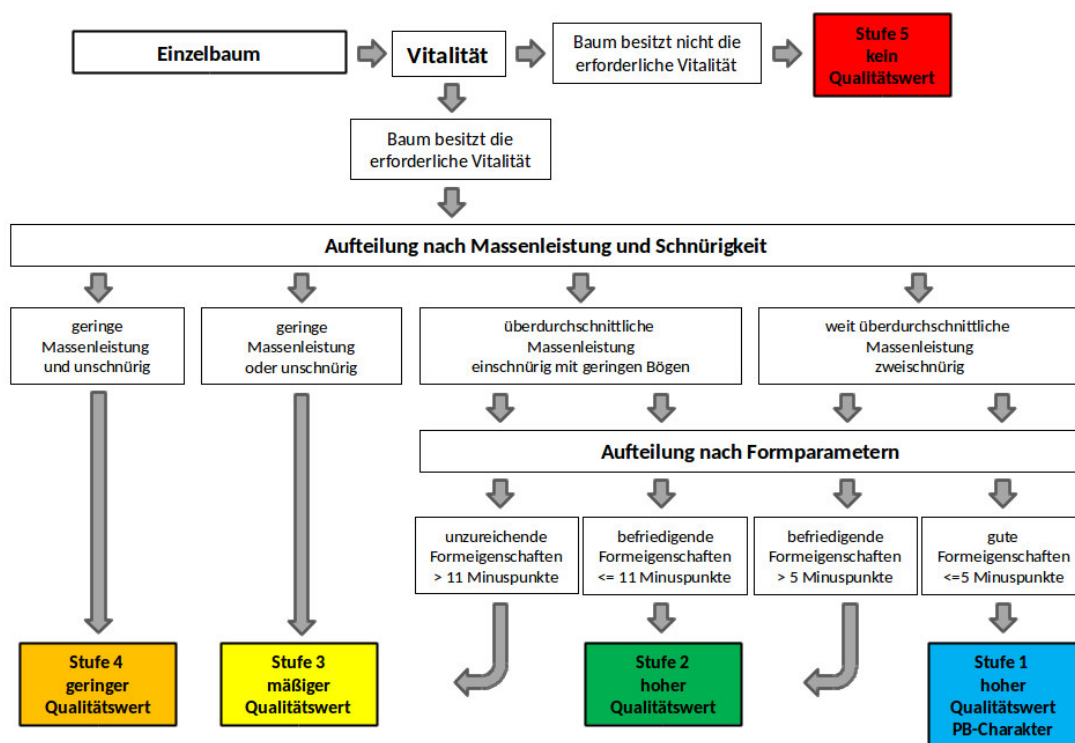 Einzelbaum
Vitalität
Baum besitzt nicht die
erforderliche Vitalität
Stufe 5
kein
Qualitätswert
Baum besitzt die
erforderliche Vitalität
Aufteilung nach Massenleistung und Schnürigkeit
geringe
Massenleistung
und unschnürig
geringe
Massenleistung
oder unschnürig
überdurchschnittliche
Massenleistung
einschnürig mit geringen Bögen
weit überdurchschnittliche
Massenleistung
zweischnürig
Aufteilung nach Formparametern
unzureichende
Formeigenschaften
> 11 Minuspunkte
befriedigende
Formeigenschaften
<= 11 Minuspunkte
befriedigende
Formeigenschaften
> 5 Minuspunkte
gute
Formeigenschaften
<=5 Minuspunkte
Stufe 4
geringer
Qualitätswert
Stufe 3
mäßiger
Qualitätswert
Stufe 2
hoher
Qualitätswert
Stufe 1
hoher
Qualitätswert
PB-Charakter